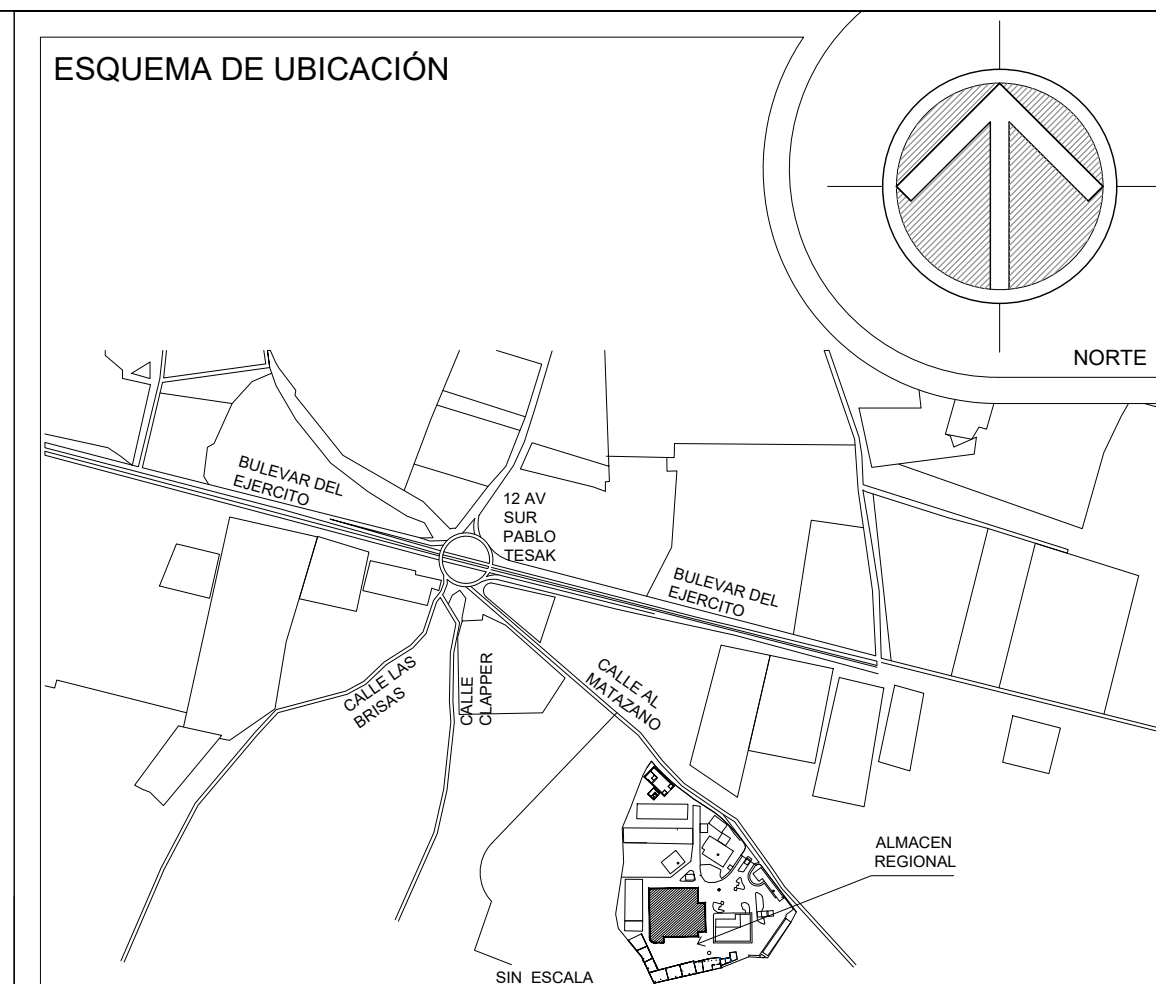 ESQUEMA DE UBICACIÓN
NORTE
BULEVAR DEL
EJERCITO
12 AV
SUR
PABLO
TESAK
BULEVAR DEL
EJERCITO
CALLE LAS
BRISAS
CALLE
CLAPPER
CALLE AL
MATAZANO
ALMACEN
REGIONAL
SIN ESCALA